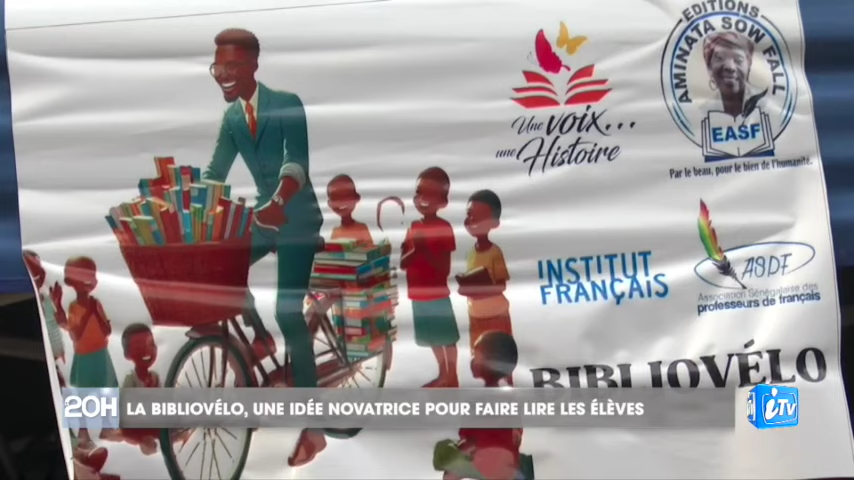 EDITIONS
AMINATA SOW FALL
EASF
Par le beau, pour le bien de l'humanité.
Une voix...
une Histoire
INSTITUT
FRANÇAIS
ASPF
Association Sénégalaise des
professeurs de français
BIBLIOVÉLO
20H LA BIBLIOVÉLO, UNE IDÉE NOVATRICE POUR FAIRE LIRE LES ÉLÈVES
iTV